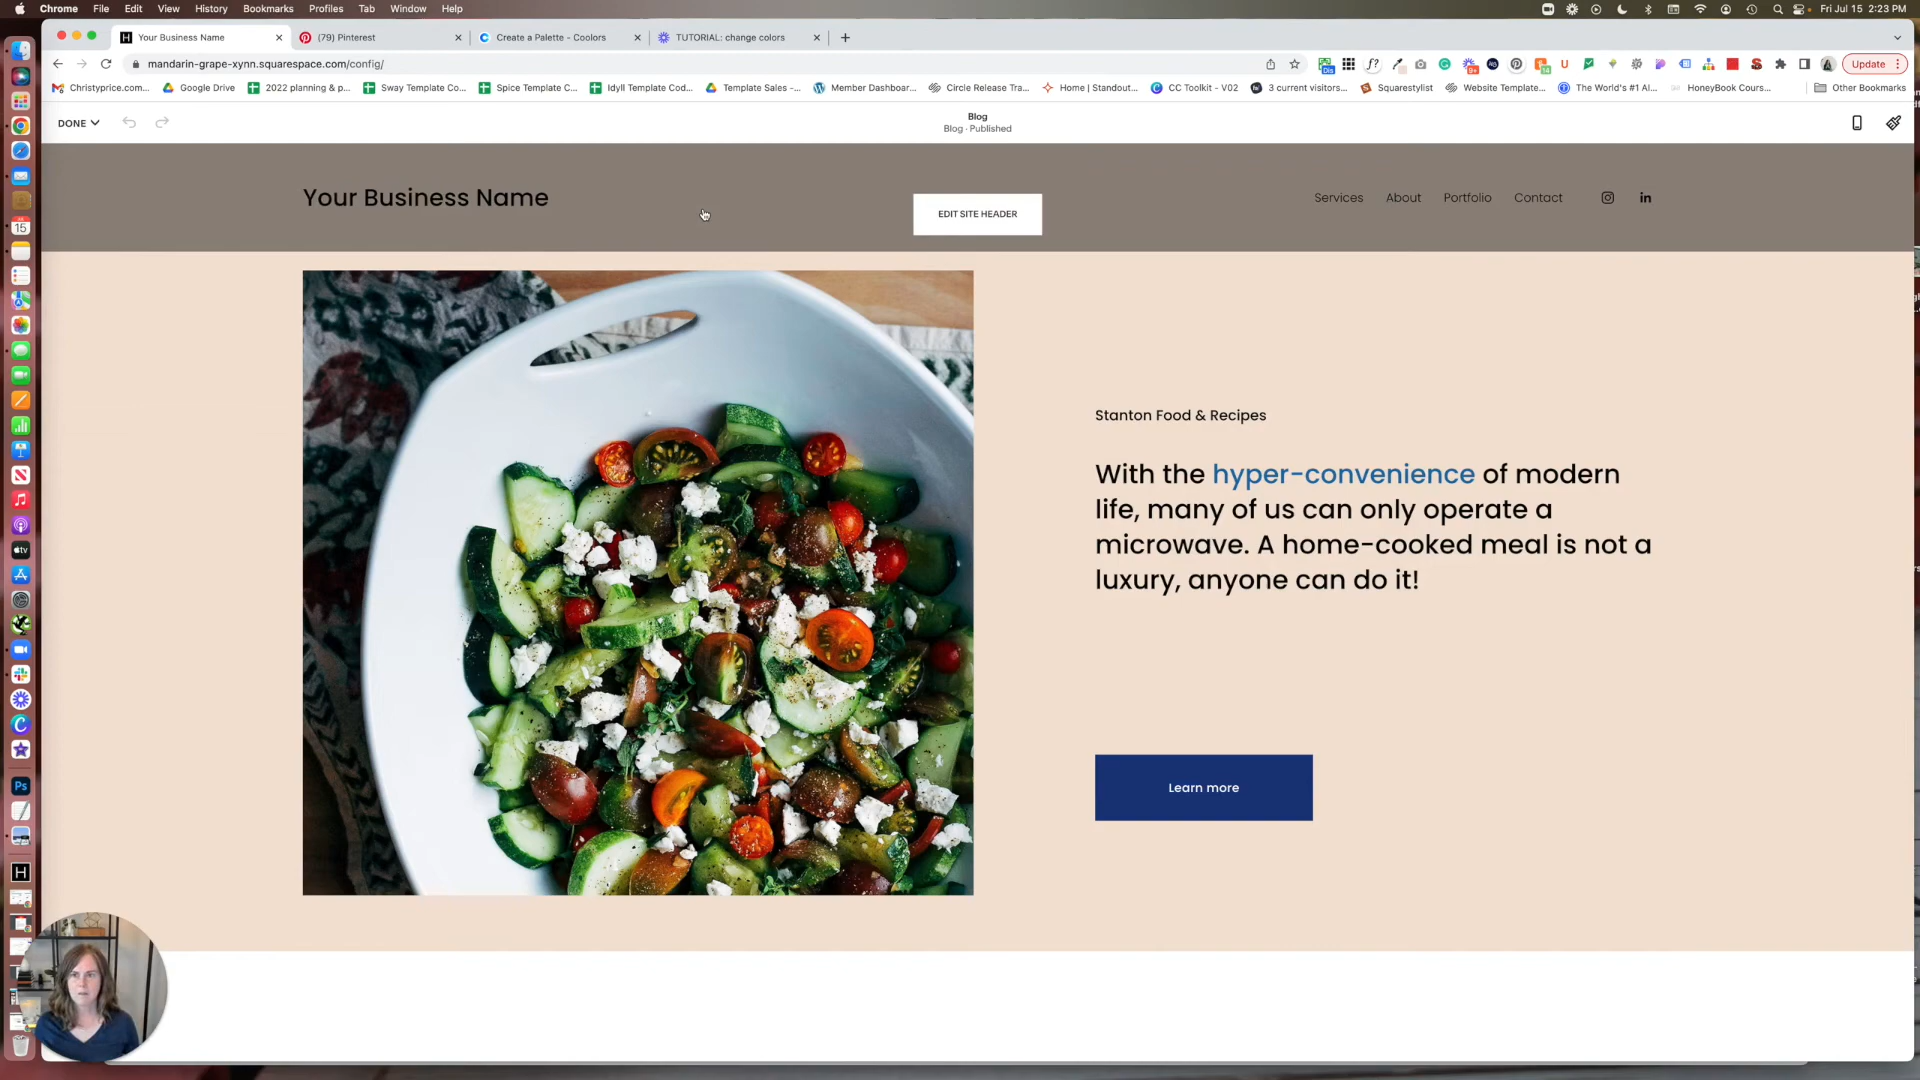 Chrome File Edit View History Bookmarks Profiles Tab Window Help
Fri Jul 15 2:23 PM
Your Business Name
(79) Pinterest
Create a Palette - Coolors
TUTORIAL: change colors
mandarin-grape-xynn.squarespace.com/config/
Update
Christyprice.com...
Google Drive
2022 planning & p...
Sway Template Co...
Spice Template C...
Idyll Template Cod...
Template Sales -...
Member Dashboar...
Circle Release Tra...
Home | Standout...
CC Toolkit - V02
3 current visitors...
Squarestylist
Website Template...
The World's #1 AI...
HoneyBook Cours...
Other Bookmarks
DONE
Blog
Blog · Published
Your Business Name
EDIT SITE HEADER
Services About Portfolio Contact
Stanton Food & Recipes
With the hyper-convenience of modern
life, many of us can only operate a
microwave. A home-cooked meal is not a
luxury, anyone can do it!
Learn more